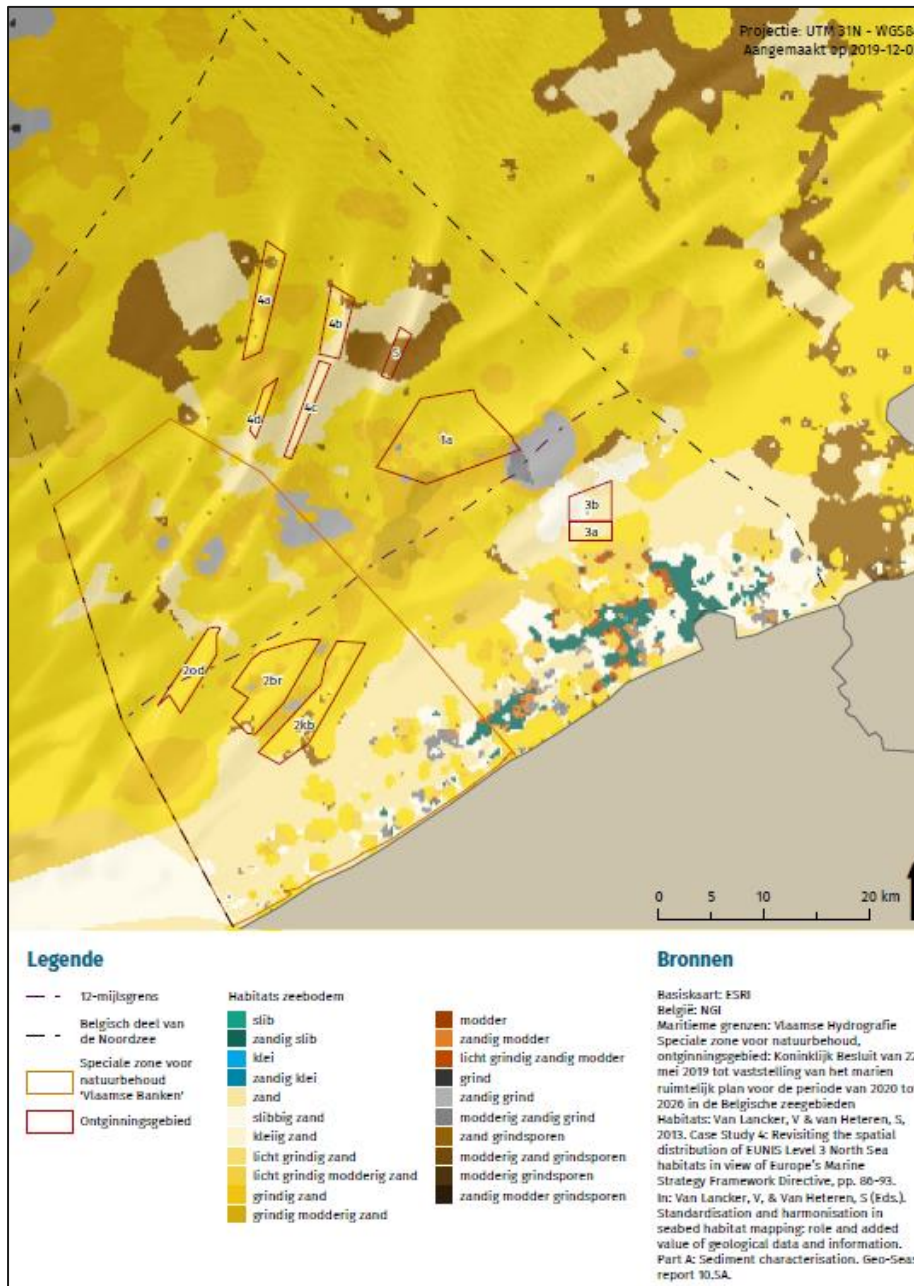 Projectie: UTM 31N - WGS84
Aangemaakt op 2019-12-0
4a
4b
5
4d
4c
1a
3b
3a
2od
2br
2kb
0 5 10 20 km
Legende
12-mijlsgrens
Belgisch deel van
de Noordzee
Speciale zone voor
natuurbehoud
'Vlaamse Banken'
Ontginningsgebied
Habitats zeebodem
slib
zandig slib
klei
zandig klei
zand
slibbig zand
kleiig zand
licht grindig zand
licht grindig modderig zand
grindig zand
grindig modderig zand
modder
zandig modder
licht grindig zandig modder
grind
zandig grind
modderig zandig grind
zand grindsporen
modderig zand grindsporen
modderig grindsporen
zandig modder grindsporen
Bronnen
Basiskaart: ESRI
België: NGI
Maritieme grenzen: Vlaamse Hydrografie
Speciale zone voor natuurbehoud,
ontginningsgebied: Koninklijk Besluit van 22
mei 2019 tot vaststelling van het marien
ruimtelijk plan voor de periode van 2020 tot
2026 in de Belgische zeegebieden
Habitats: Van Lancker, V & van Heteren, S,
2013. Case Study 4: Revisiting the spatial
distribution of EUNIS Level 3 North Sea
habitats in view of Europe's Marine
Strategy Framework Directive, pp. 86-93.
In: Van Lancker, V, & Van Heteren, S (Eds.).
Standardisation and harmonisation in
seabed habitat mapping: role and added
value of geological data and information.
Part A: Sediment characterisation. Geo-Seas
report 10.5A.